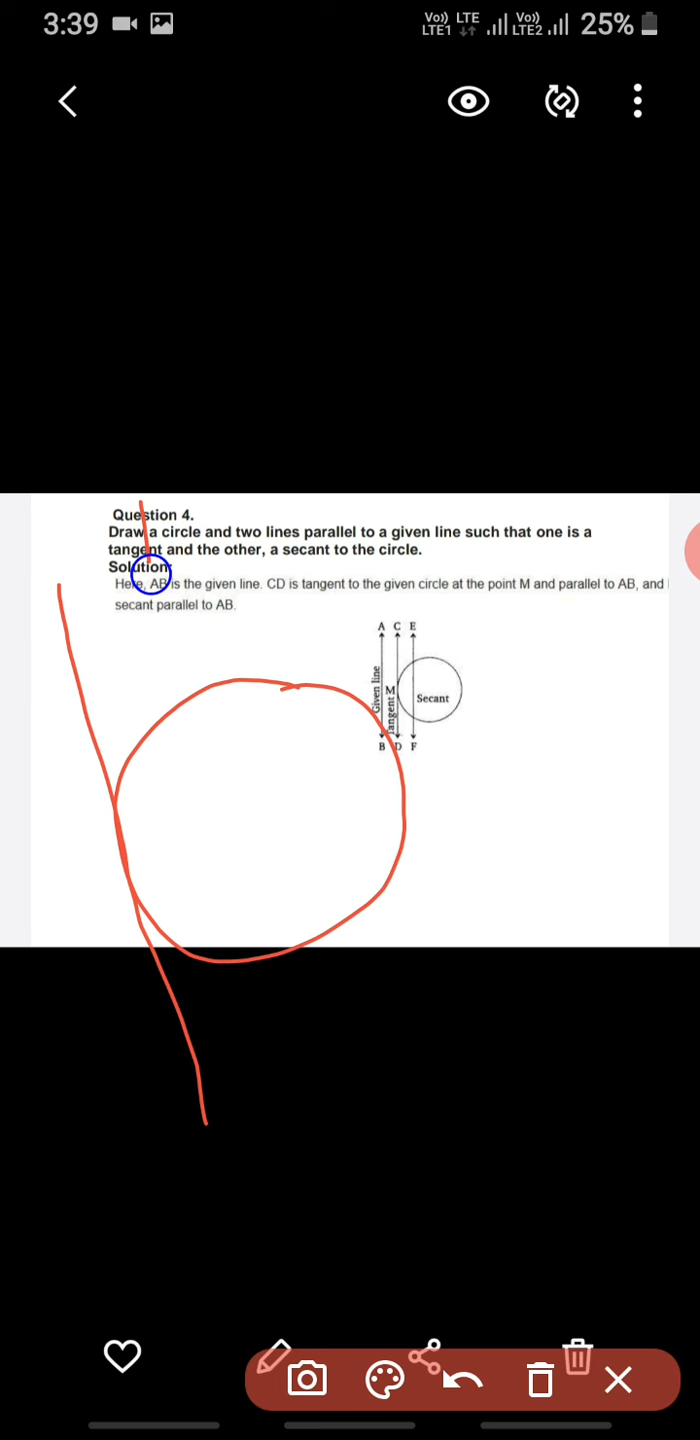 3:39
Vo)) LTE Vo)) 25%
LTE1 LTE2
Question 4.
Draw a circle and two lines parallel to a given line such that one is a
tangent and the other, a secant to the circle.
Solution:
Here, AB is the given line. CD is tangent to the given circle at the point M and parallel to AB, and
secant parallel to AB.
A C E
Given line
M
Tangent
Secant
B D F